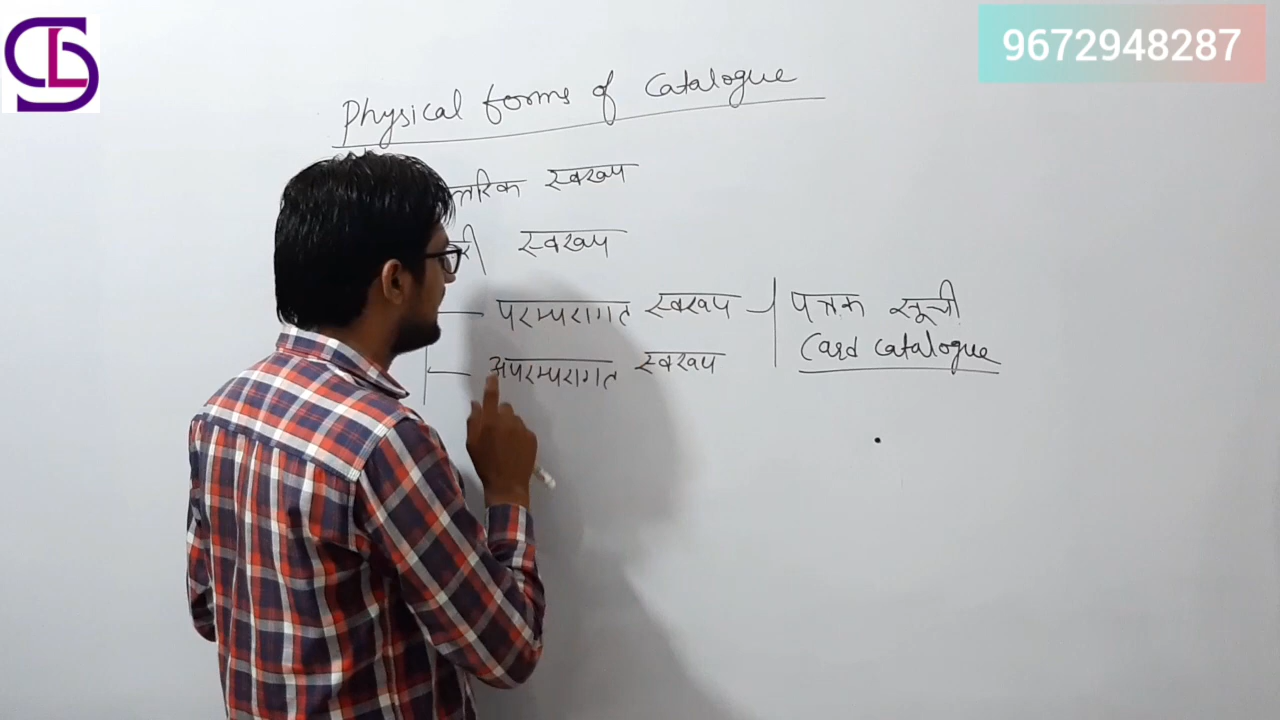 9672948287
Physical forms of Catalogue
स्वरूप
स्वरूप
परम्परागत स्वरूप
पत्रक सूची
Card Catalogue
अपरम्परागत स्वरूप